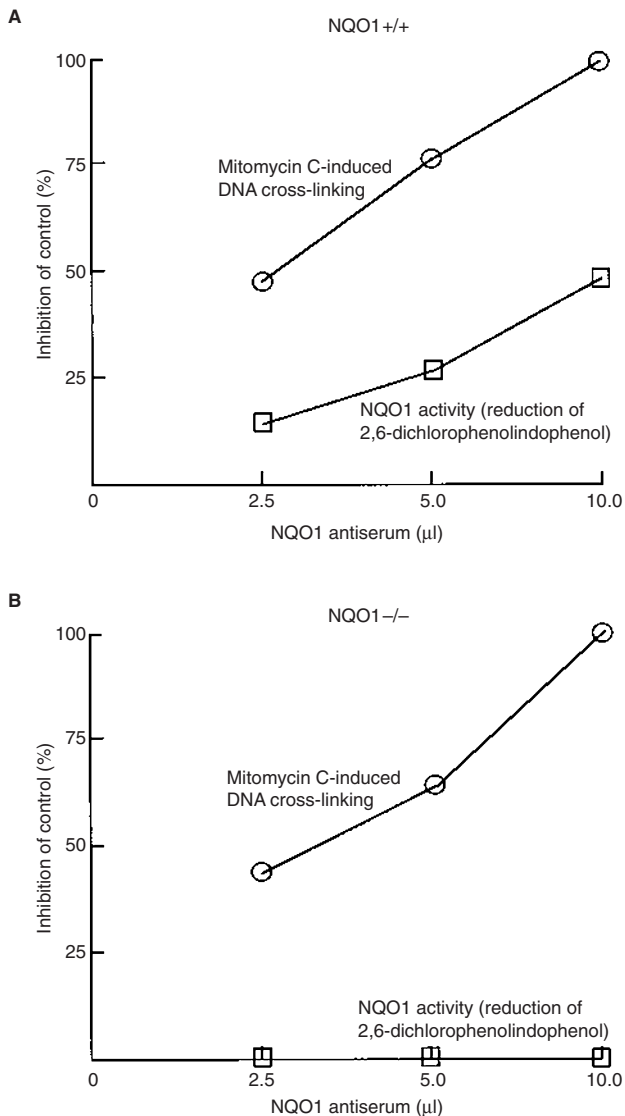 A
NQO1+/+
100
75
50
25
0
Inhibition of control (%)
Mitomycin C-induced
DNA cross-linking
NQO1 activity (reduction of
2,6-dichlorophenolindophenol)
2.5
5.0
10.0
NQO1 antiserum (μl)
B
NQO1−/−
100
75
50
25
0
Inhibition of control (%)
Mitomycin C-induced
DNA cross-linking
NQO1 activity (reduction of
2,6-dichlorophenolindophenol)
2.5
5.0
10.0
NQO1 antiserum (μl)